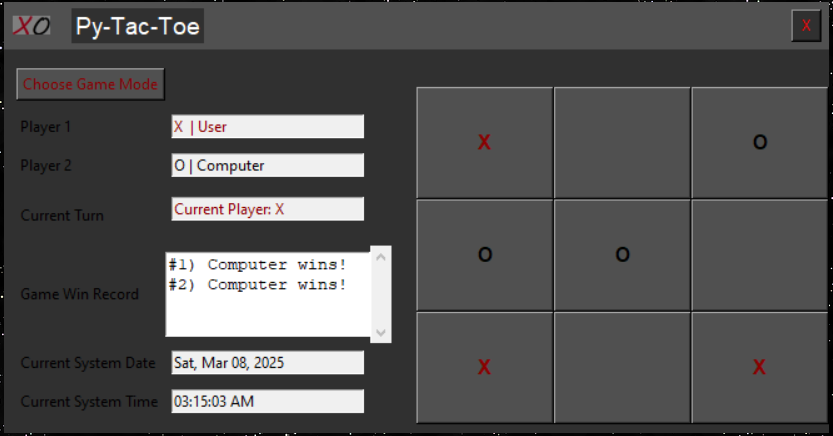 XO Py-Tac-Toe X
Choose Game Mode
Player 1 X | User
Player 2 O | Computer
Current Turn Current Player: X
Game Win Record
#1) Computer wins!
#2) Computer wins!
Current System Date Sat, Mar 08, 2025
Current System Time 03:15:03 AM
X O
O O
X X